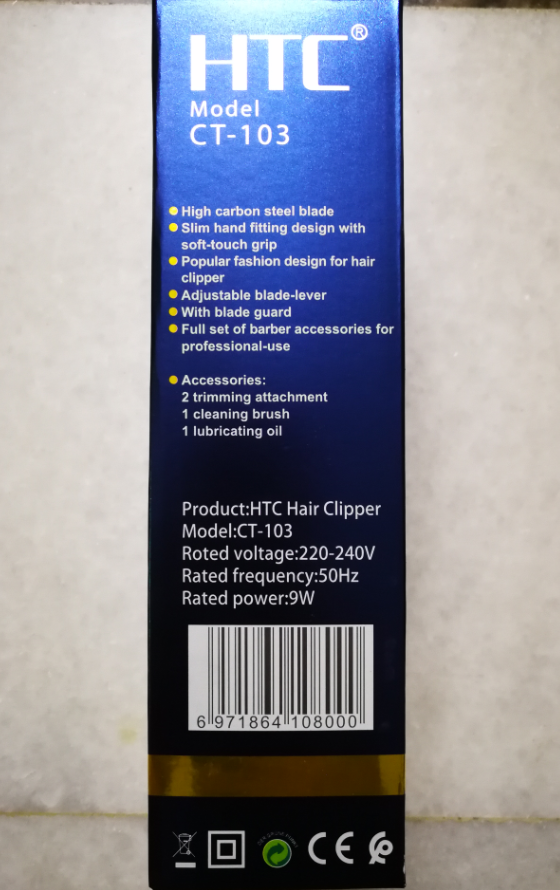 HTC®
Model
CT-103
High carbon steel blade
Slim hand fitting design with
soft-touch grip
Popular fashion design for hair
clipper
Adjustable blade-lever
With blade guard
Full set of barber accessories for
professional-use
Accessories:
2 trimming attachment
1 cleaning brush
1 lubricating oil
Product:HTC Hair Clipper
Model:CT-103
Roted voltage:220-240V
Rated frequency:50Hz
Rated power:9W
6 971864 108000
CE